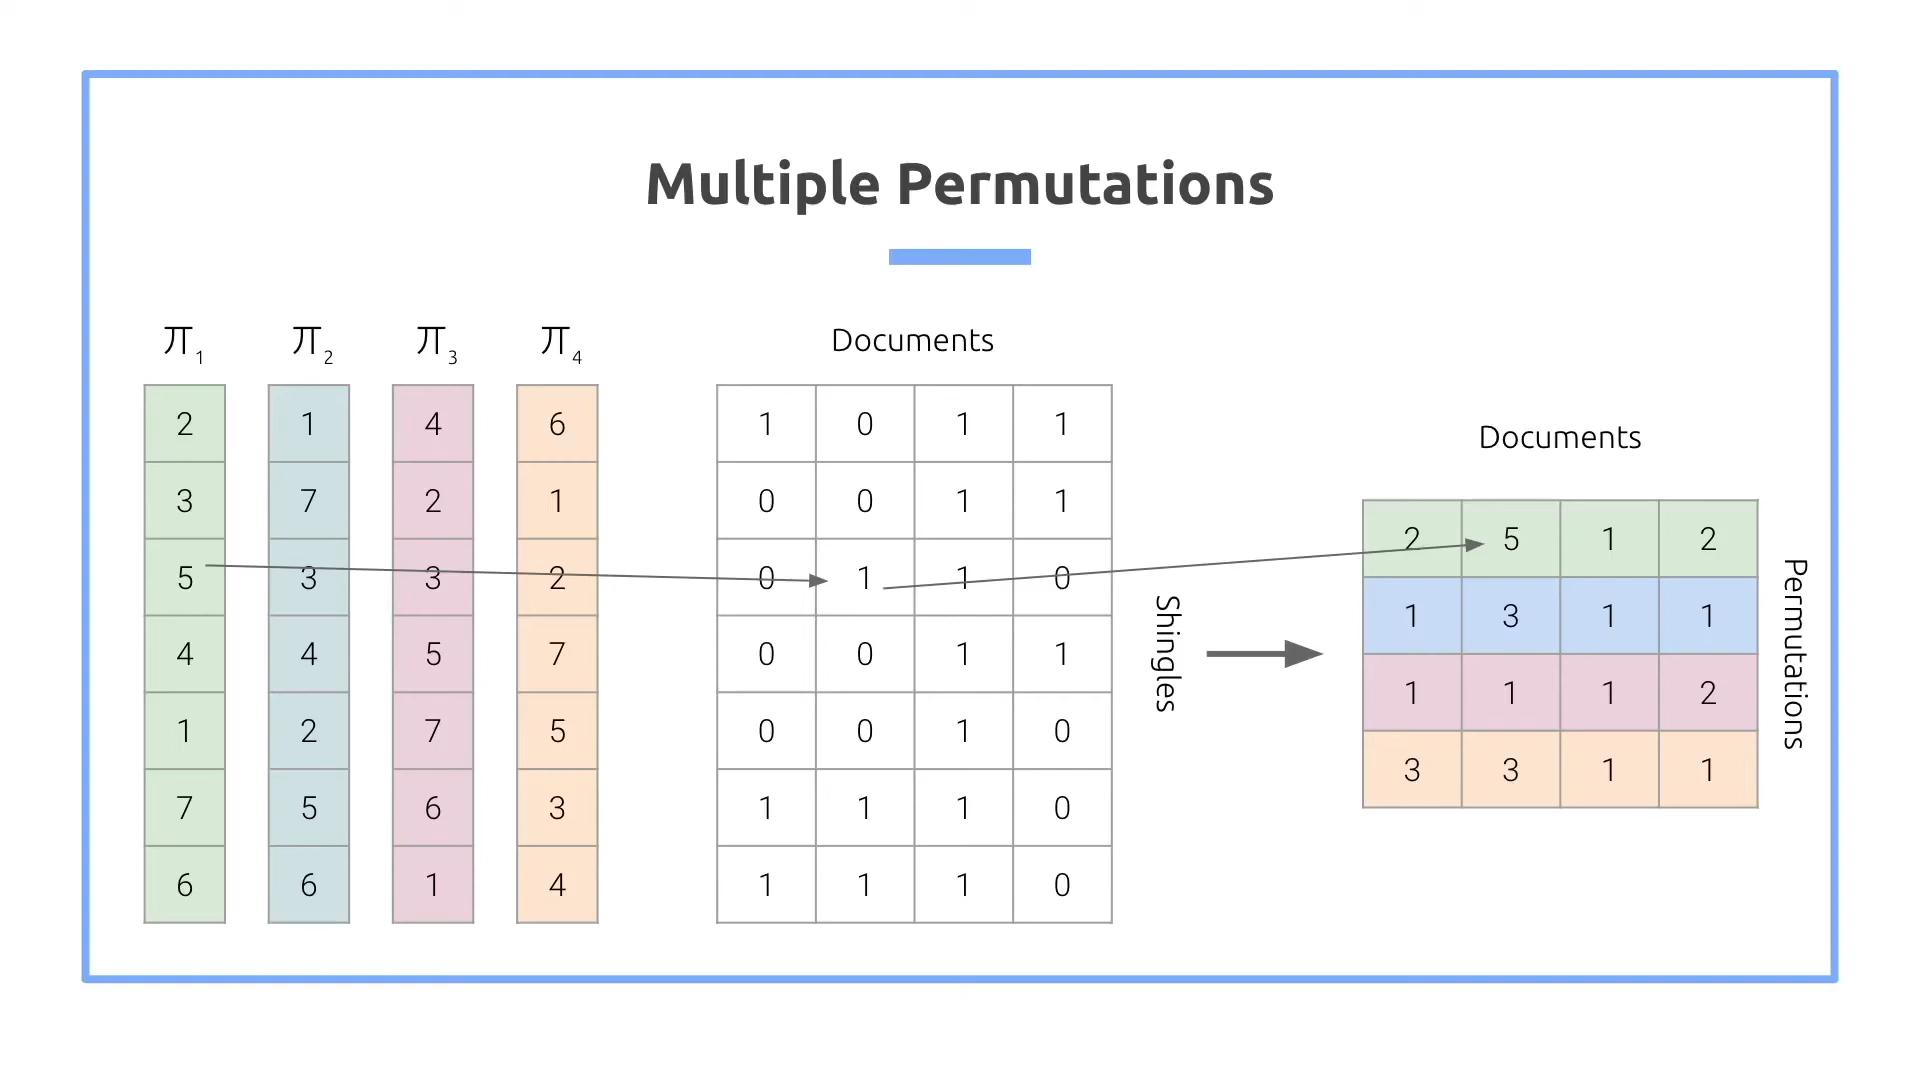 Multiple Permutations
π1 π2 π3 π4
Documents
2 1 4 6 1 0 1 1
3 7 2 1 0 0 1 1
5 3 3 2 0 1 1 0
4 4 5 7 0 0 1 1
1 2 7 5 0 0 1 0
7 5 6 3 1 1 1 0
6 6 1 4 1 1 1 0
Shingles
Documents
2 5 1 2
1 3 1 1
1 1 1 2
3 3 1 1
Permutations